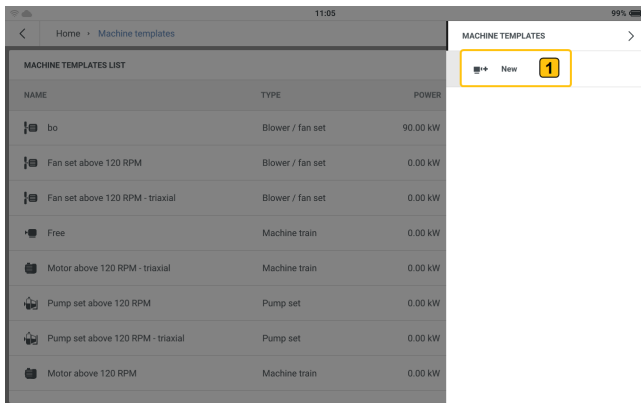 11:05
99%
Home › Machine templates
MACHINE TEMPLATES
New 1
MACHINE TEMPLATES LIST
NAME TYPE POWER
bo Blower / fan set 90.00 kW
Fan set above 120 RPM Blower / fan set 0.00 kW
Fan set above 120 RPM - triaxial Blower / fan set 0.00 kW
Free Machine train 0.00 kW
Motor above 120 RPM - triaxial Machine train 0.00 kW
Pump set above 120 RPM Pump set 0.00 kW
Pump set above 120 RPM - triaxial Pump set 0.00 kW
Motor above 120 RPM Machine train 0.00 kW